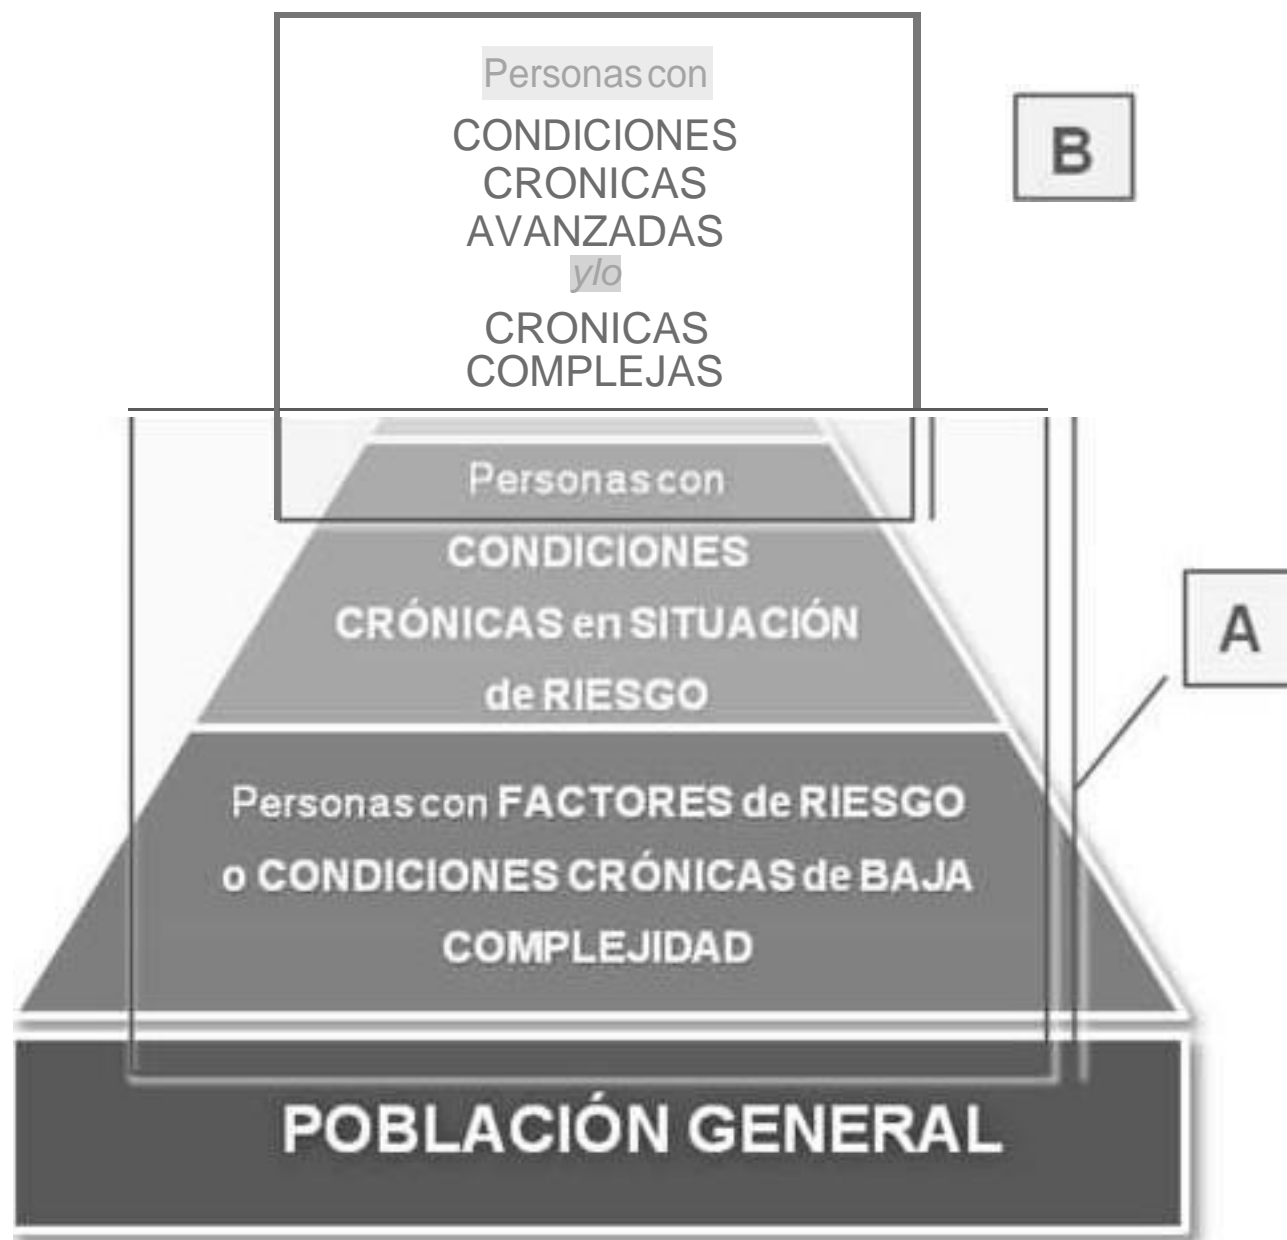 Personas con
CONDICIONES
CRONICAS
AVANZADAS
ylo
CRONICAS
COMPLEJAS
B
Personas con
CONDICIONES
CRÓNICAS en SITUACIÓN
de RIESGO
A
Personas con FACTORES de RIESGO
o CONDICIONES CRÓNICAS de BAJA
COMPLEJIDAD
POBLACIÓN GENERAL